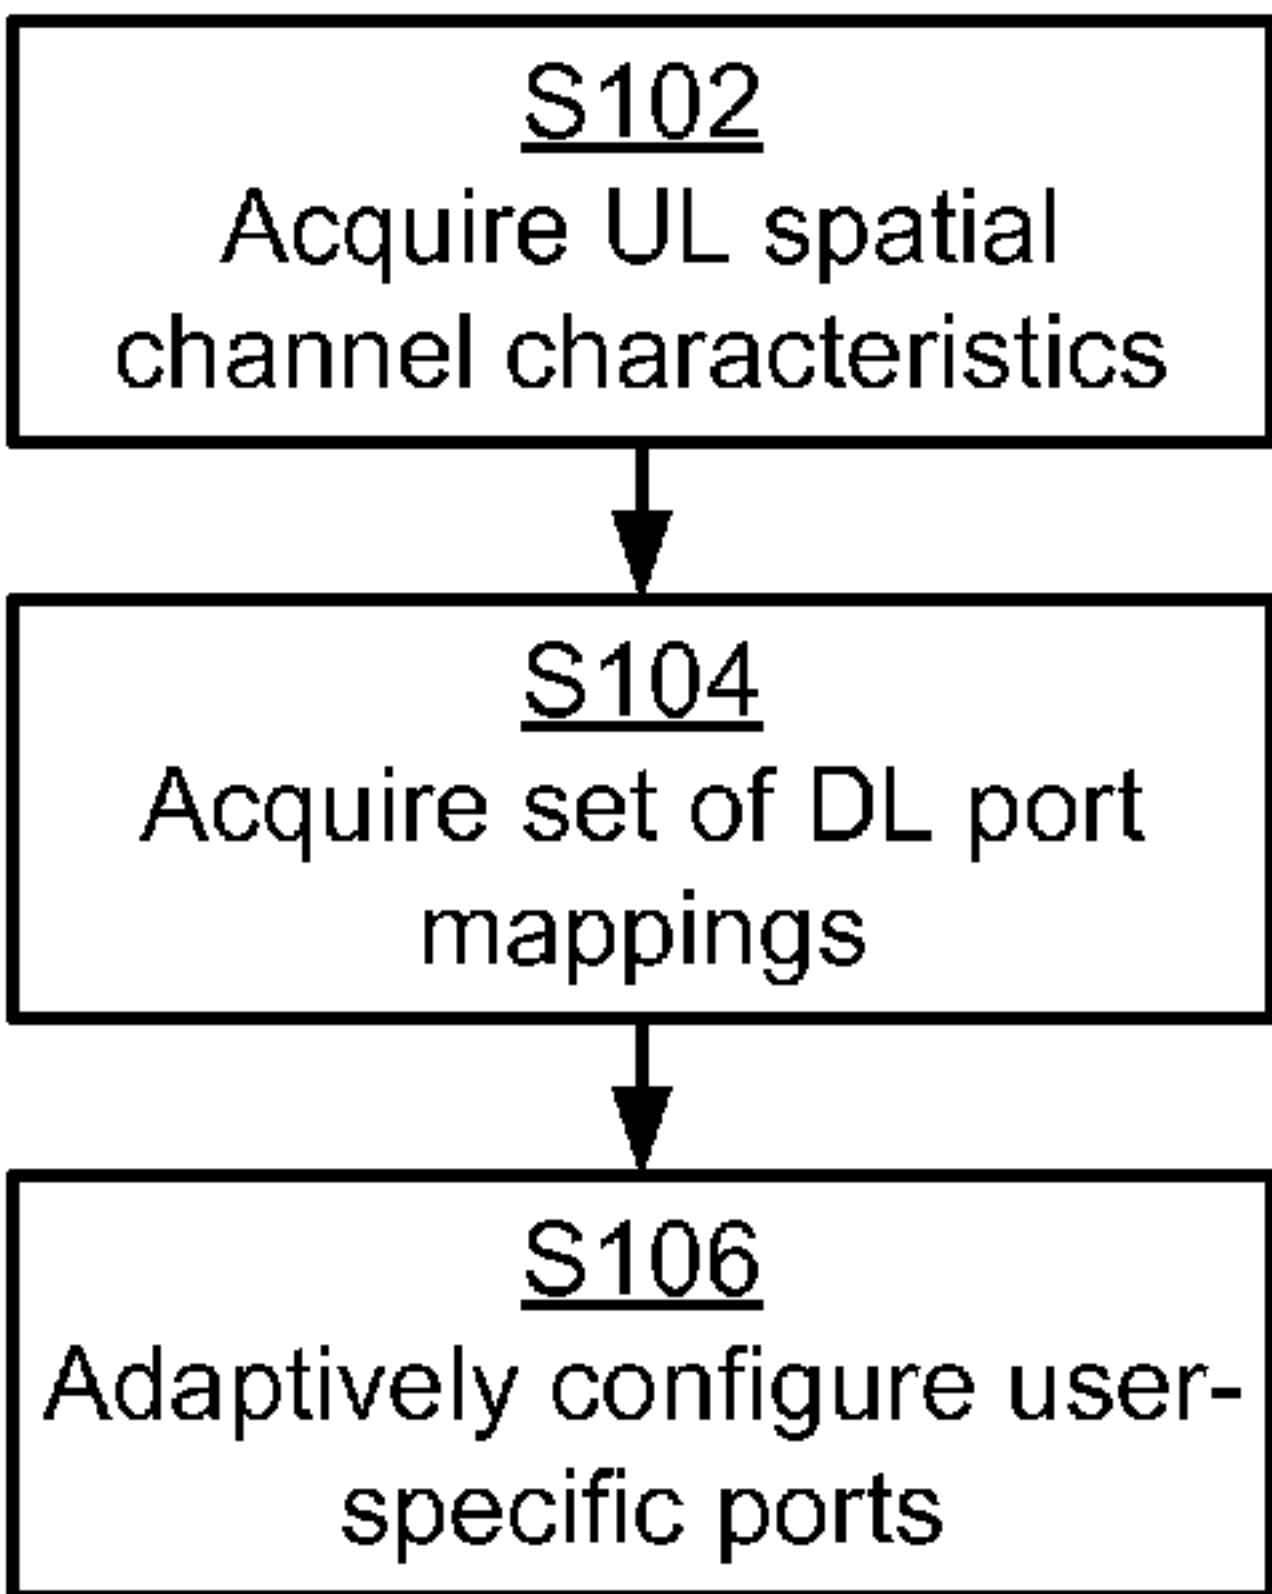 S102
Acquire UL spatial
channel characteristics
S104
Acquire set of DL port
mappings
S106
Adaptively configure user-
specific ports